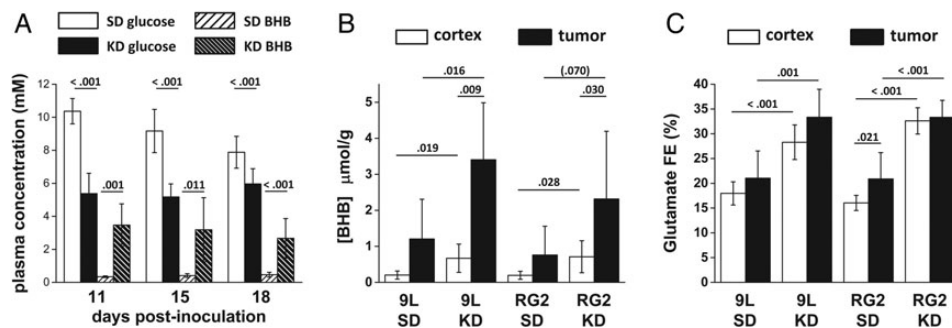 A
SD glucose
SD BHB
KD glucose
KD BHB
plasma concentration (mM)
12
10
8
6
4
2
0
< .001
< .001
< .001
.001
.011
< .001
11
15
18
days post-inoculation
B
cortex
tumor
[BHB] μmol/g
5
4
3
2
1
0
.016
(.070)
.009
.030
.019
.028
9L
SD
9L
KD
RG2
SD
RG2
KD
C
cortex
tumor
Glutamate FE (%)
40
35
30
25
20
15
10
5
0
.001
< .001
< .001
< .001
.021
9L
SD
9L
KD
RG2
SD
RG2
KD